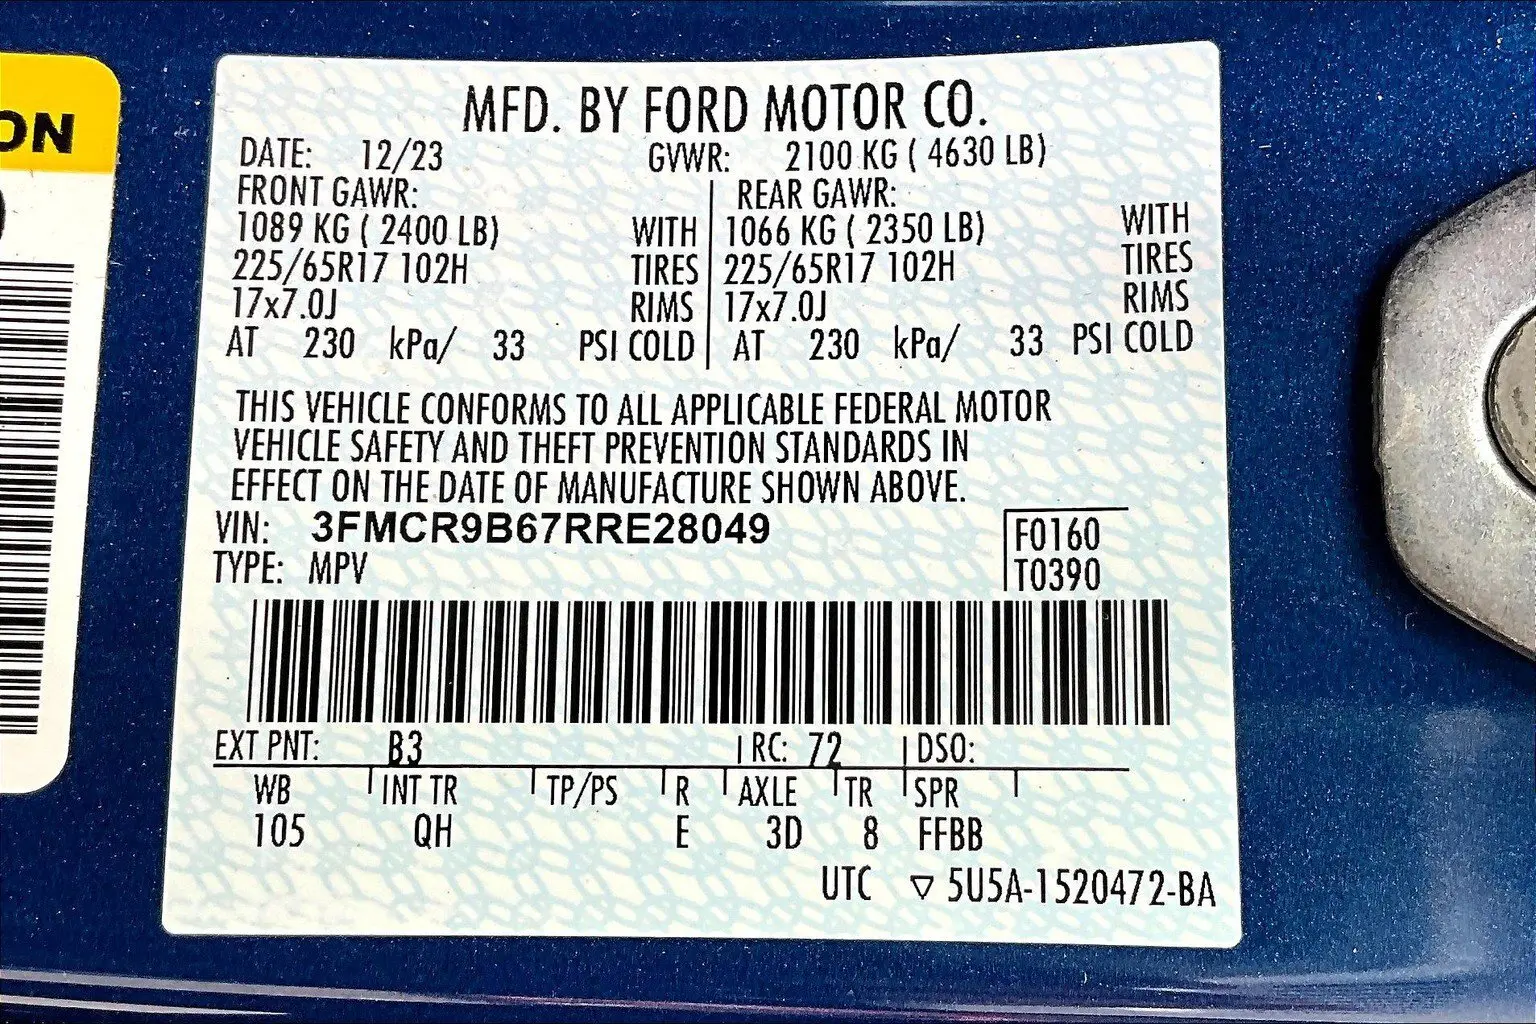 ON
MFD. BY FORD MOTOR CO.
DATE: 12/23 GVWR: 2100 KG ( 4630 LB)
FRONT GAWR: REAR GAWR:
1089 KG ( 2400 LB) WITH 1066 KG ( 2350 LB) WITH
225/65R17 102H TIRES 225/65R17 102H TIRES
17x7.0J RIMS 17x7.0J RIMS
AT 230 kPa/ 33 PSI COLD AT 230 kPa/ 33 PSI COLD
THIS VEHICLE CONFORMS TO ALL APPLICABLE FEDERAL MOTOR
VEHICLE SAFETY AND THEFT PREVENTION STANDARDS IN
EFFECT ON THE DATE OF MANUFACTURE SHOWN ABOVE.
VIN: 3FMCR9B67RRE28049 F0160
TYPE: MPV T0390
EXT PNT: B3 RC: 72 DSO:
WB INT TR TP/PS R AXLE TR SPR
105 QH E 3D 8 FFBB
UTC ▽ 5U5A-1520472-BA